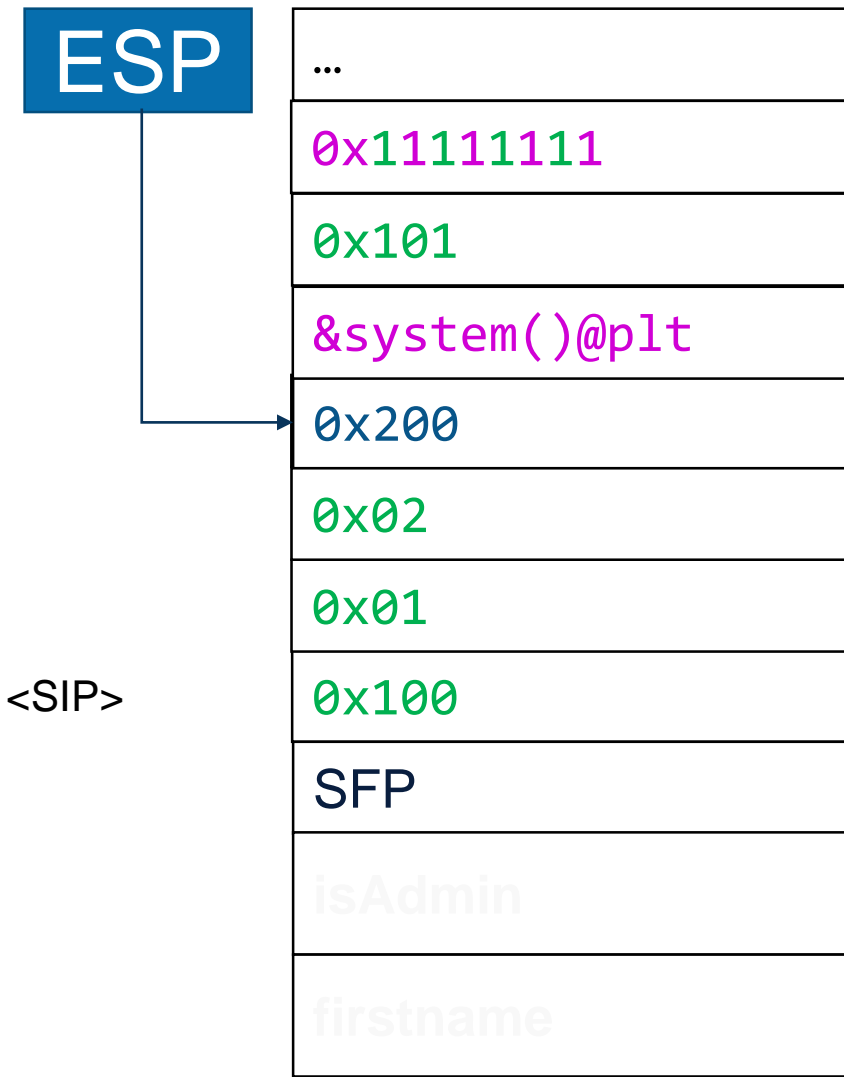 ESP
...
0x11111111
0x101
&system()@plt
0x200
0x02
0x01
<SIP>
0x100
SFP
isAdmin
firstname